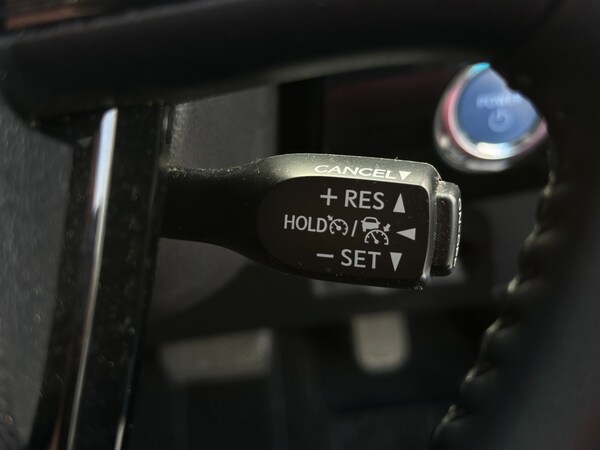 CANCEL▼
+ RES ▲
HOLD / ◀
− SET ▼
POWER